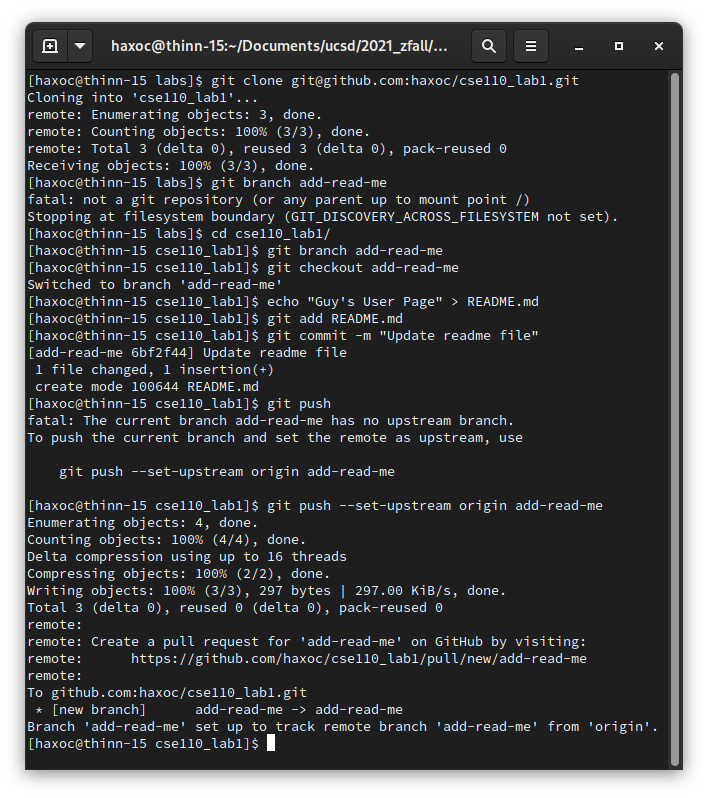 haxoc@thinn-15:~/Documents/ucsd/2021_zfall/...
[haxoc@thinn-15 labs]$ git clone git@github.com:haxoc/cse110_lab1.git
Cloning into 'cse110_lab1'...
remote: Enumerating objects: 3, done.
remote: Counting objects: 100% (3/3), done.
remote: Total 3 (delta 0), reused 3 (delta 0), pack-reused 0
Receiving objects: 100% (3/3), done.
[haxoc@thinn-15 labs]$ git branch add-read-me
fatal: not a git repository (or any parent up to mount point /)
Stopping at filesystem boundary (GIT_DISCOVERY_ACROSS_FILESYSTEM not set).
[haxoc@thinn-15 labs]$ cd cse110_lab1/
[haxoc@thinn-15 cse110_lab1]$ git branch add-read-me
[haxoc@thinn-15 cse110_lab1]$ git checkout add-read-me
Switched to branch 'add-read-me'
[haxoc@thinn-15 cse110_lab1]$ echo "Guy's User Page" > README.md
[haxoc@thinn-15 cse110_lab1]$ git add README.md
[haxoc@thinn-15 cse110_lab1]$ git commit -m "Update readme file"
[add-read-me 6bf2f44] Update readme file
 1 file changed, 1 insertion(+)
 create mode 100644 README.md
[haxoc@thinn-15 cse110_lab1]$ git push
fatal: The current branch add-read-me has no upstream branch.
To push the current branch and set the remote as upstream, use
    git push --set-upstream origin add-read-me
[haxoc@thinn-15 cse110_lab1]$ git push --set-upstream origin add-read-me
Enumerating objects: 4, done.
Counting objects: 100% (4/4), done.
Delta compression using up to 16 threads
Compressing objects: 100% (2/2), done.
Writing objects: 100% (3/3), 297 bytes | 297.00 KiB/s, done.
Total 3 (delta 0), reused 0 (delta 0), pack-reused 0
remote:
remote: Create a pull request for 'add-read-me' on GitHub by visiting:
remote:      https://github.com/haxoc/cse110_lab1/pull/new/add-read-me
remote:
To github.com:haxoc/cse110_lab1.git
 * [new branch]      add-read-me -> add-read-me
Branch 'add-read-me' set up to track remote branch 'add-read-me' from 'origin'.
[haxoc@thinn-15 cse110_lab1]$